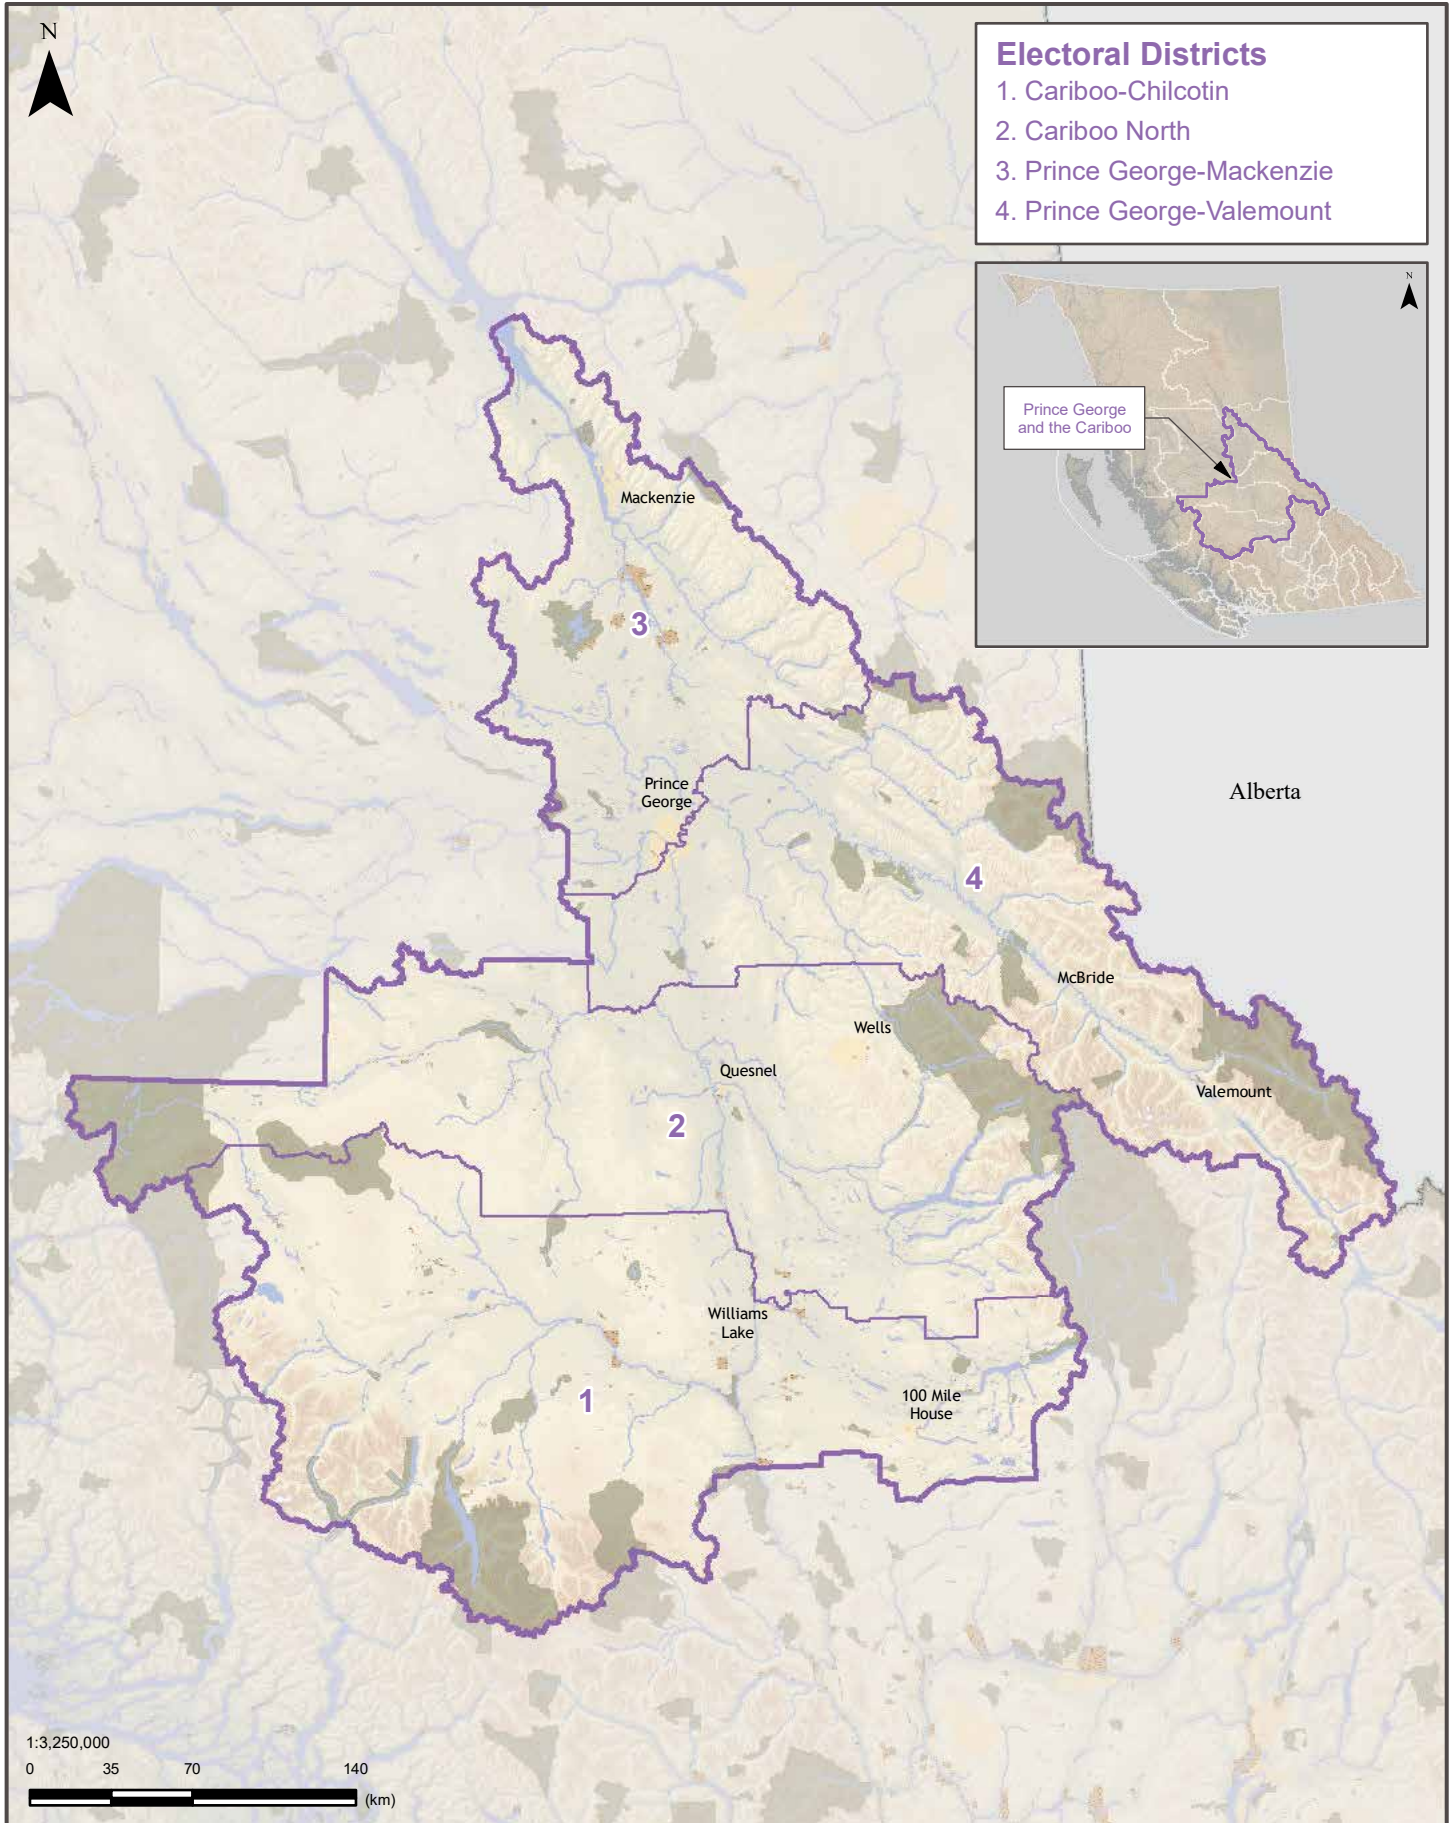 N
Electoral Districts
1. Cariboo-Chilcotin
2. Cariboo North
3. Prince George-Mackenzie
4. Prince George-Valemount
N
Prince George
and the Cariboo
Mackenzie
3
Prince
George
Alberta
4
McBride
Wells
Quesnel
Valemount
2
Williams
Lake
1
100 Mile
House
1:3,250,000
0 35 70 140
(km)